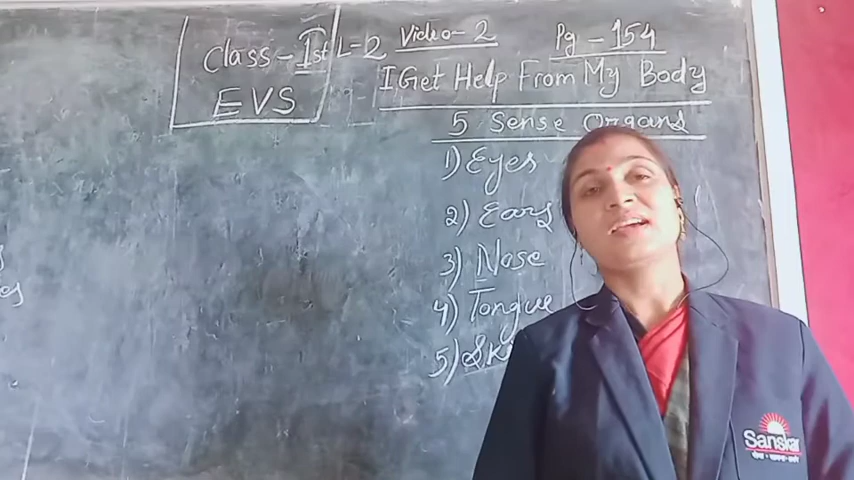 Class - Ist L-2 Video - 2 Pg - 154
EVS
I Get Help From My Body
5 Sense Organs
1) Eyes
2) Ears
3) Nose
4) Tongue
5)
SANSKAR